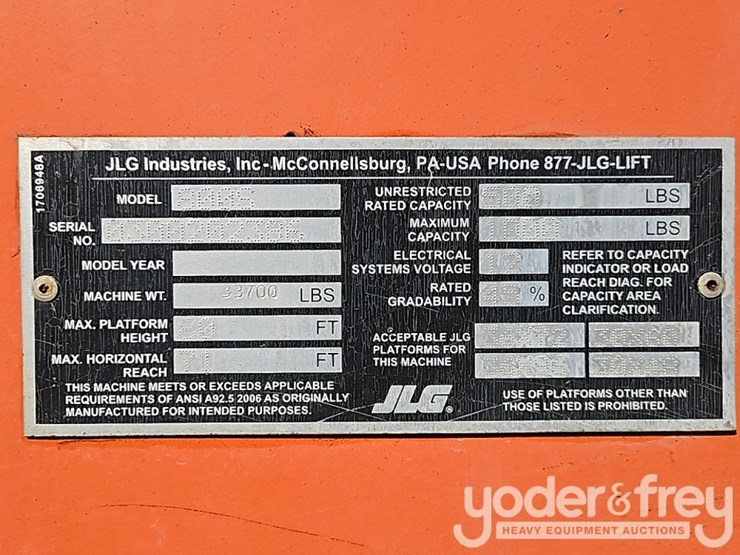 1706948A
JLG Industries, Inc - McConnellsburg, PA-USA Phone 877-JLG-LIFT
MODEL
SERIAL NO.
MODEL YEAR
MACHINE WT. 33700 LBS
MAX. PLATFORM HEIGHT FT
MAX. HORIZONTAL REACH 71 FT
THIS MACHINE MEETS OR EXCEEDS APPLICABLE
REQUIREMENTS OF ANSI A92.5 2006 AS ORIGINALLY
MANUFACTURED FOR INTENDED PURPOSES.
UNRESTRICTED RATED CAPACITY LBS
MAXIMUM CAPACITY LBS
ELECTRICAL SYSTEMS VOLTAGE 12
RATED GRADABILITY %
REFER TO CAPACITY
INDICATOR OR LOAD
REACH DIAG. FOR
CAPACITY AREA
CLARIFICATION.
ACCEPTABLE JLG
PLATFORMS FOR
THIS MACHINE
JLG®
USE OF PLATFORMS OTHER THAN
THOSE LISTED IS PROHIBITED.
yoder&frey
HEAVY EQUIPMENT AUCTIONS